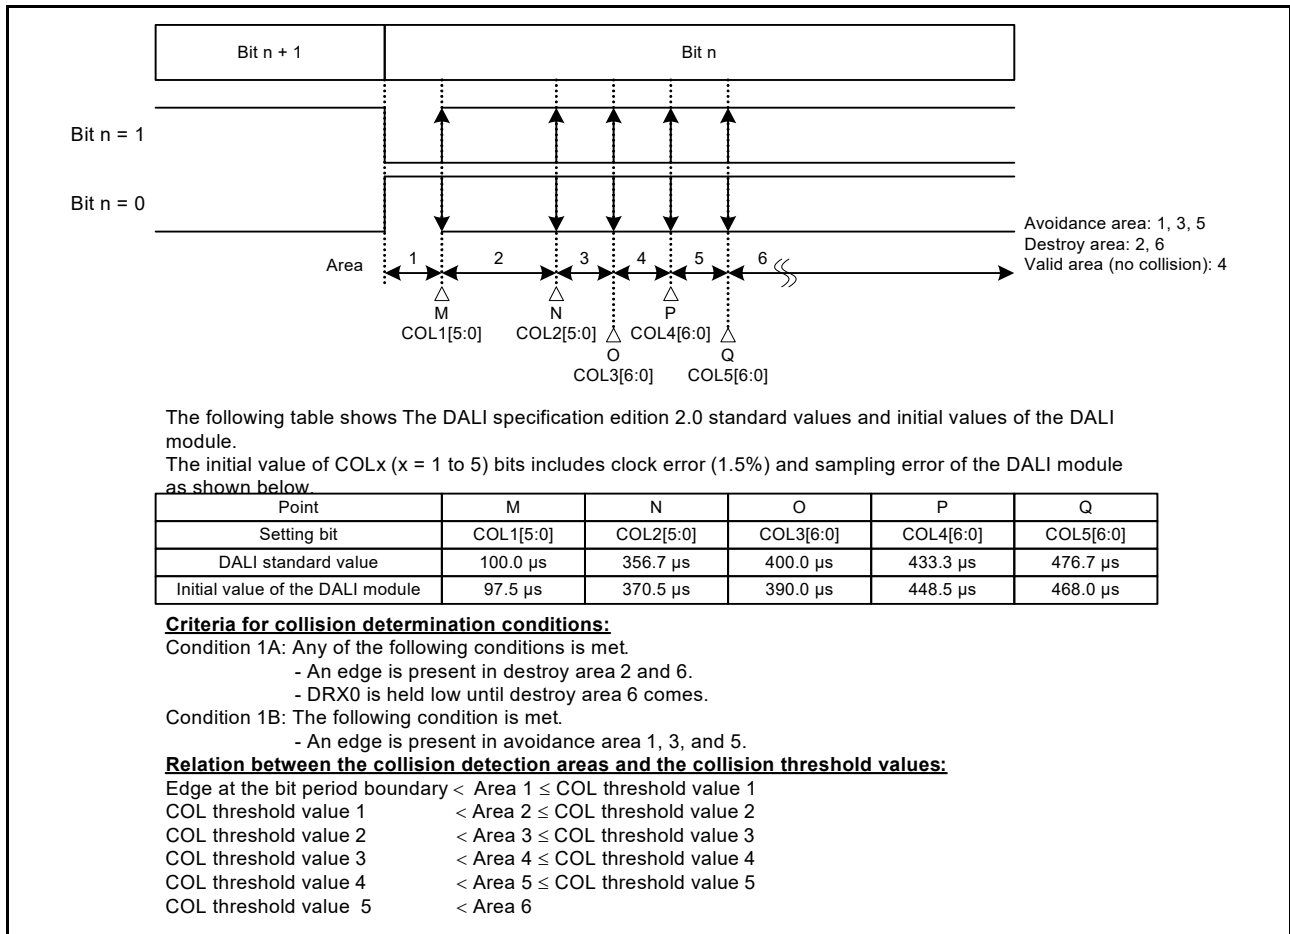 Bit n + 1
Bit n
Bit n = 1
Bit n = 0
Avoidance area: 1, 3, 5
Destroy area: 2, 6
Valid area (no collision): 4
Area
1
2
3
4
5
6
M
N
P
COL1[5:0]
COL2[5:0]
COL4[6:0]
O
Q
COL3[6:0]
COL5[6:0]
The following table shows The DALI specification edition 2.0 standard values and initial values of the DALI
module.
The initial value of COLx (x = 1 to 5) bits includes clock error (1.5%) and sampling error of the DALI module
as shown below.
Point M N O P Q
Setting bit COL1[5:0] COL2[5:0] COL3[6:0] COL4[6:0] COL5[6:0]
DALI standard value 100.0 µs 356.7 µs 400.0 µs 433.3 µs 476.7 µs
Initial value of the DALI module 97.5 µs 370.5 µs 390.0 µs 448.5 µs 468.0 µs
Criteria for collision determination conditions:
Condition 1A: Any of the following conditions is met.
- An edge is present in destroy area 2 and 6.
- DRX0 is held low until destroy area 6 comes.
Condition 1B: The following condition is met.
- An edge is present in avoidance area 1, 3, and 5.
Relation between the collision detection areas and the collision threshold values:
Edge at the bit period boundary < Area 1 ≤ COL threshold value 1
COL threshold value 1 < Area 2 ≤ COL threshold value 2
COL threshold value 2 < Area 3 ≤ COL threshold value 3
COL threshold value 3 < Area 4 ≤ COL threshold value 4
COL threshold value 4 < Area 5 ≤ COL threshold value 5
COL threshold value 5 < Area 6